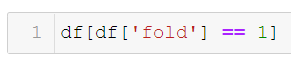 1 df[df['fold'] == 1]